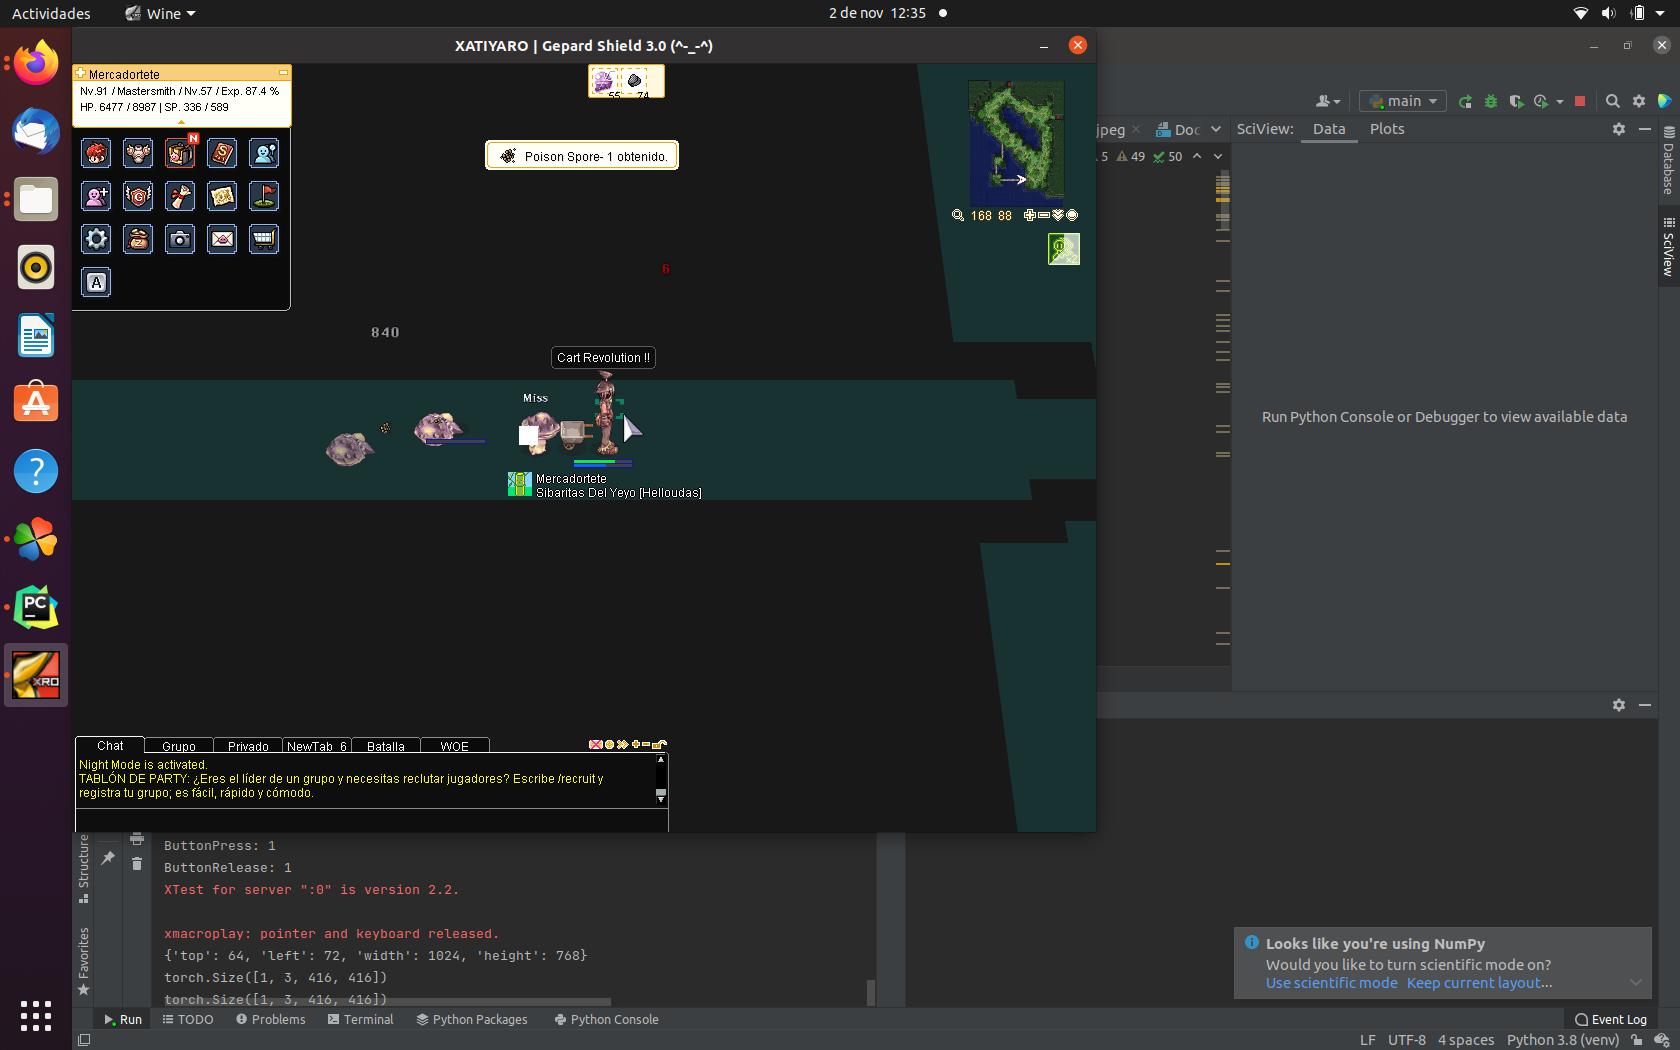 Actividades
Wine
2 de nov 12:35
XATIYARO | Gepard Shield 3.0 (^-_-^)
Mercadortete
Nv.91 / Mastersmith / Nv.57 / Exp. 87.4 %
HP. 6477 / 8987 | SP. 336 / 589
N
A
55
74
Poison Spore- 1 obtenido.
168 88
6
840
Cart Revolution !!
Miss
Mercadortete
Sibaritas Del Yeyo [Helloudas]
Chat
Grupo
Privado
NewTab_6
Batalla
WOE
Night Mode is activated.
TABLÓN DE PARTY: ¿Eres el líder de un grupo y necesitas reclutar jugadores? Escribe /recruit y
registra tu grupo; es fácil, rápido y cómodo.
main
jpeg
Doc
SciView:
Data
Plots
5
49
50
Database
SciView
Run Python Console or Debugger to view available data
PC
XRO
Structure
Favorites
ButtonPress: 1
ButtonRelease: 1
XTest for server ":0" is version 2.2.
xmacroplay: pointer and keyboard released.
{'top': 64, 'left': 72, 'width': 1024, 'height': 768}
torch.Size([1, 3, 416, 416])
torch.Size([1, 3, 416, 416])
Looks like you're using NumPy
Would you like to turn scientific mode on?
Use scientific mode Keep current layout...
Run
TODO
Problems
Terminal
Python Packages
Python Console
Event Log
LF UTF-8 4 spaces Python 3.8 (venv)